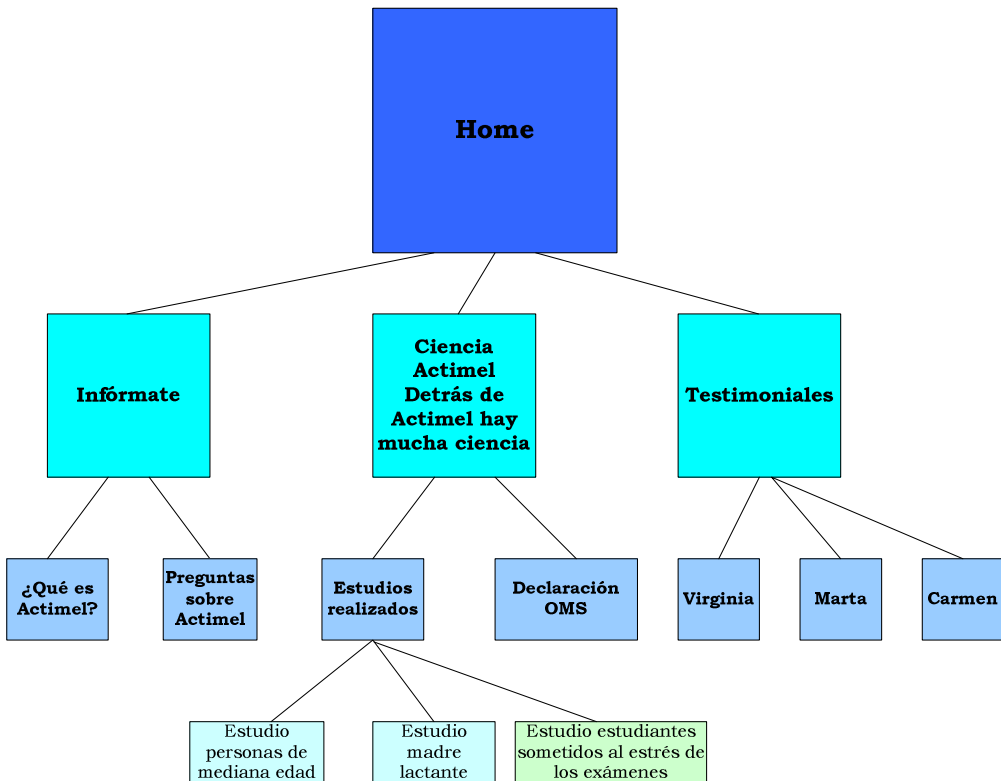 Home
Infórmate
Ciencia
Actimel
Detrás de
Actimel hay
mucha ciencia
Testimoniales
¿Qué es
Actimel?
Preguntas
sobre
Actimel
Estudios
realizados
Declaración
OMS
Virginia
Marta
Carmen
Estudio
personas de
mediana edad
Estudio
madre
lactante
Estudio estudiantes
sometidos al estrés de
los exámenes